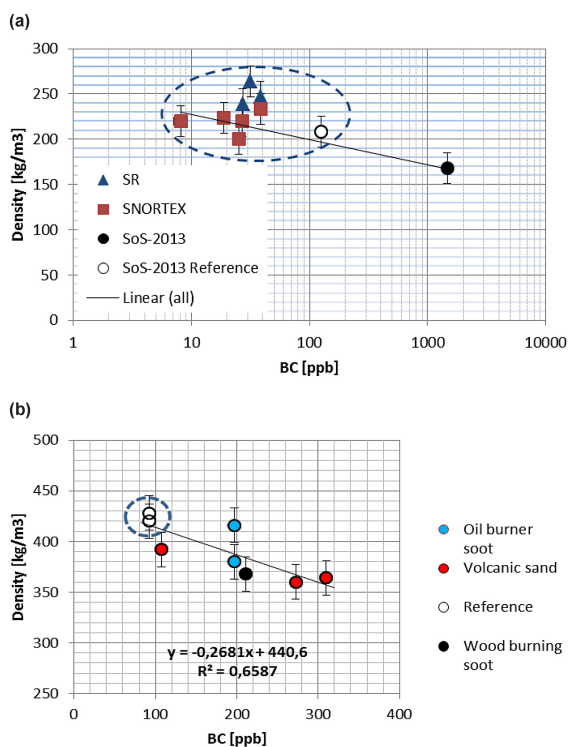 (a)
300
250
200
150
100
50
0
Density [kg/m3]
SR
SNORTEX
SoS-2013
SoS-2013 Reference
Linear (all)
1 10 100 1000 10000
BC [ppb]
(b)
500
450
400
350
300
250
Density [kg/m3]
y = -0,2681x + 440,6
R² = 0,6587
0 100 200 300 400
BC [ppb]
Oil burner
soot
Volcanic sand
Reference
Wood burning
soot